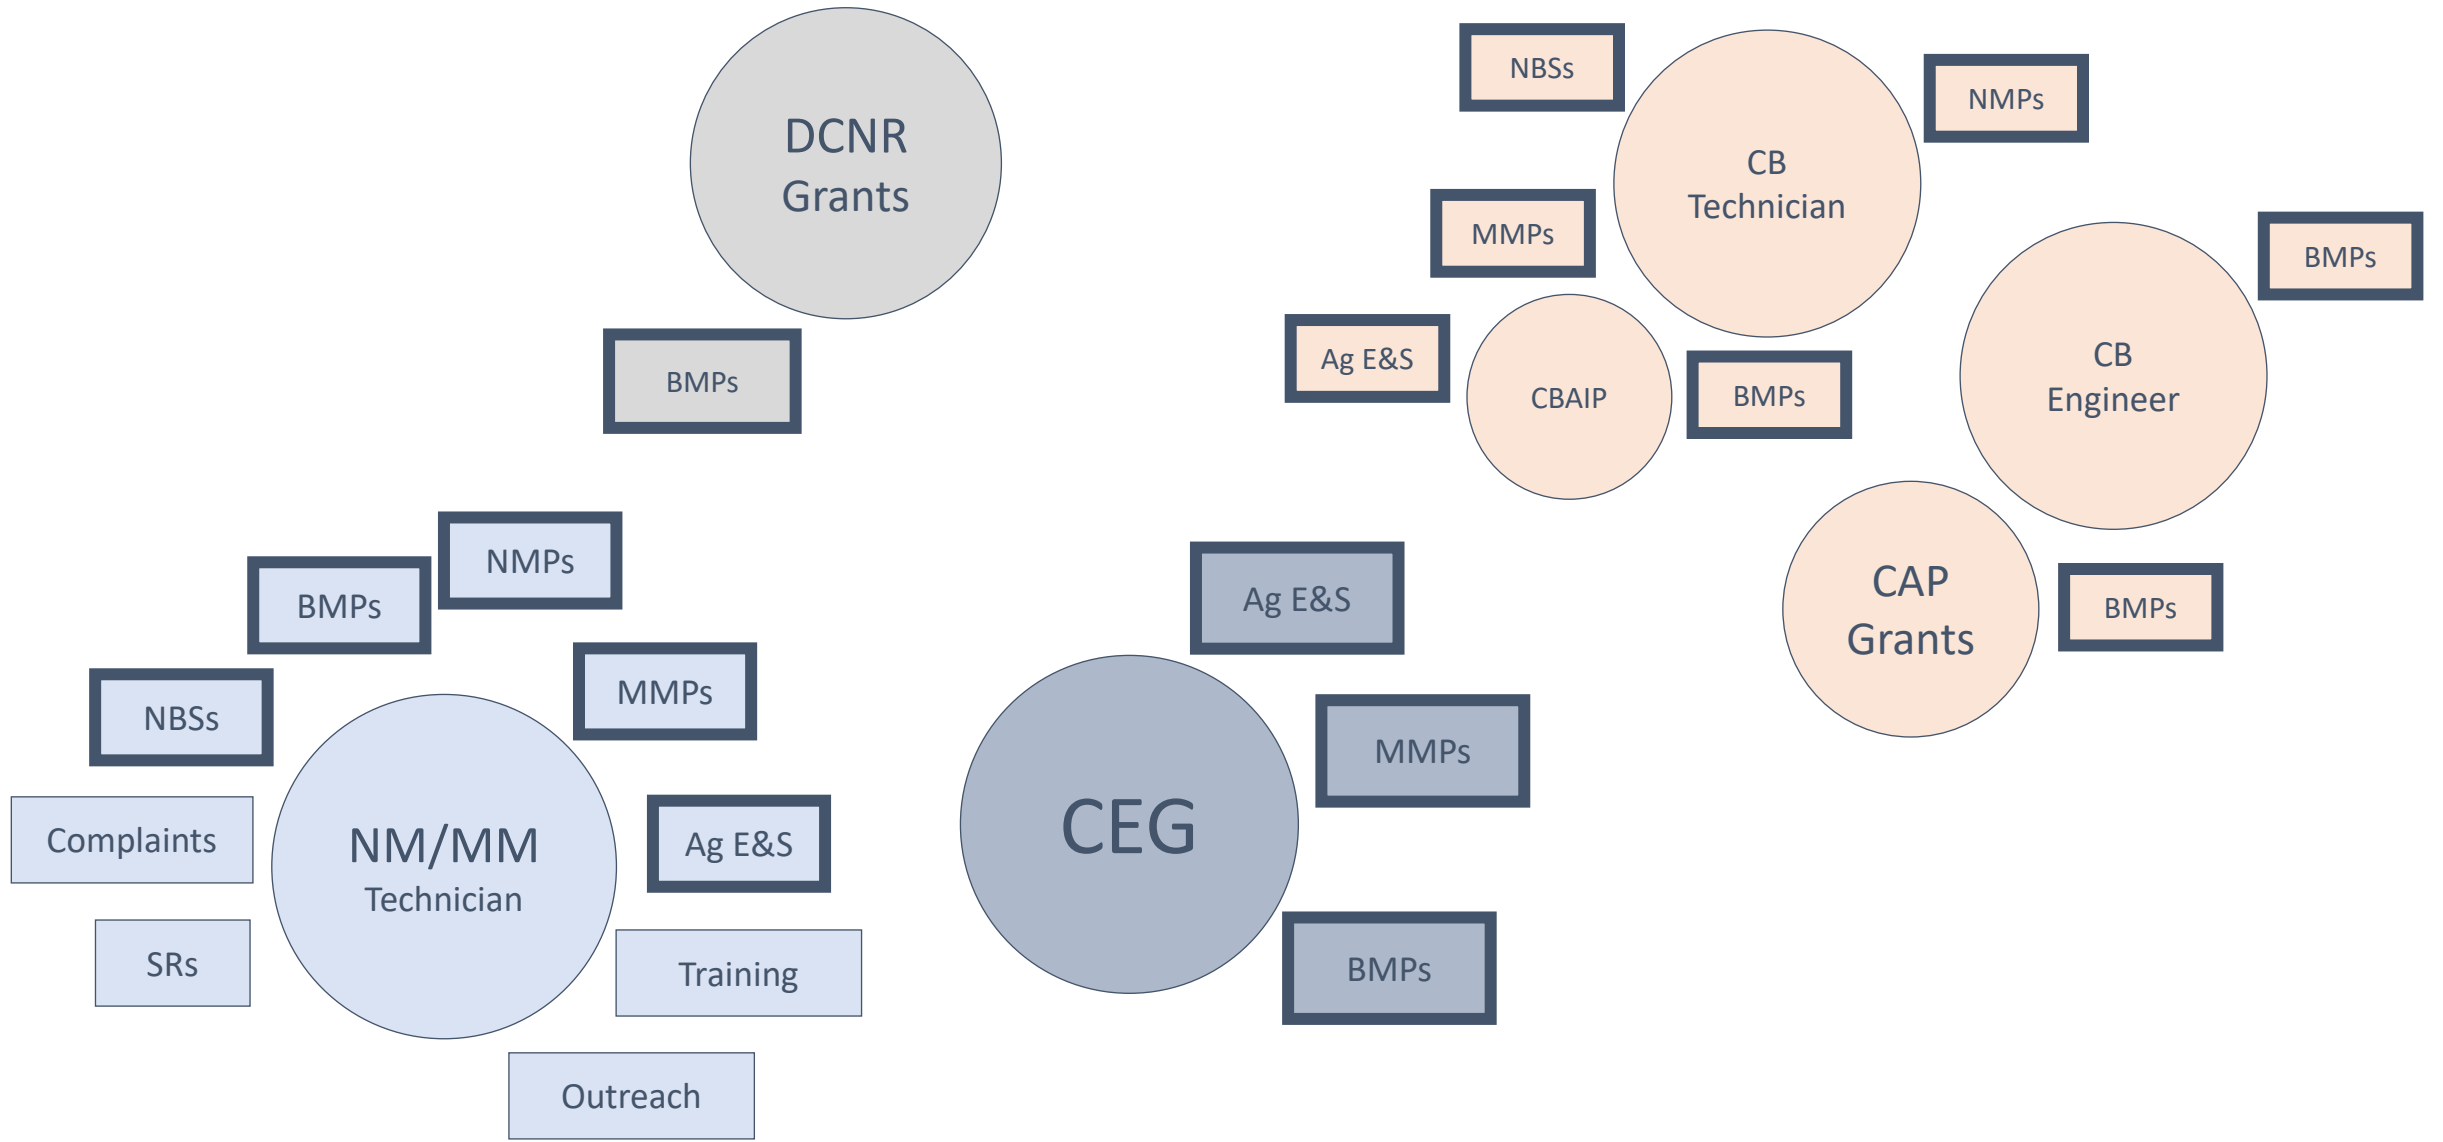 DCNR
Grants
BMPs
NBSs
CB
Technician
NMPs
MMPs
Ag E&S
CBAIP
BMPs
CB
Engineer
BMPs
CAP
Grants
BMPs
NMPs
BMPs
NBSs
MMPs
Complaints
NM/MM
Technician
Ag E&S
SRs
Training
Outreach
Ag E&S
CEG
MMPs
BMPs